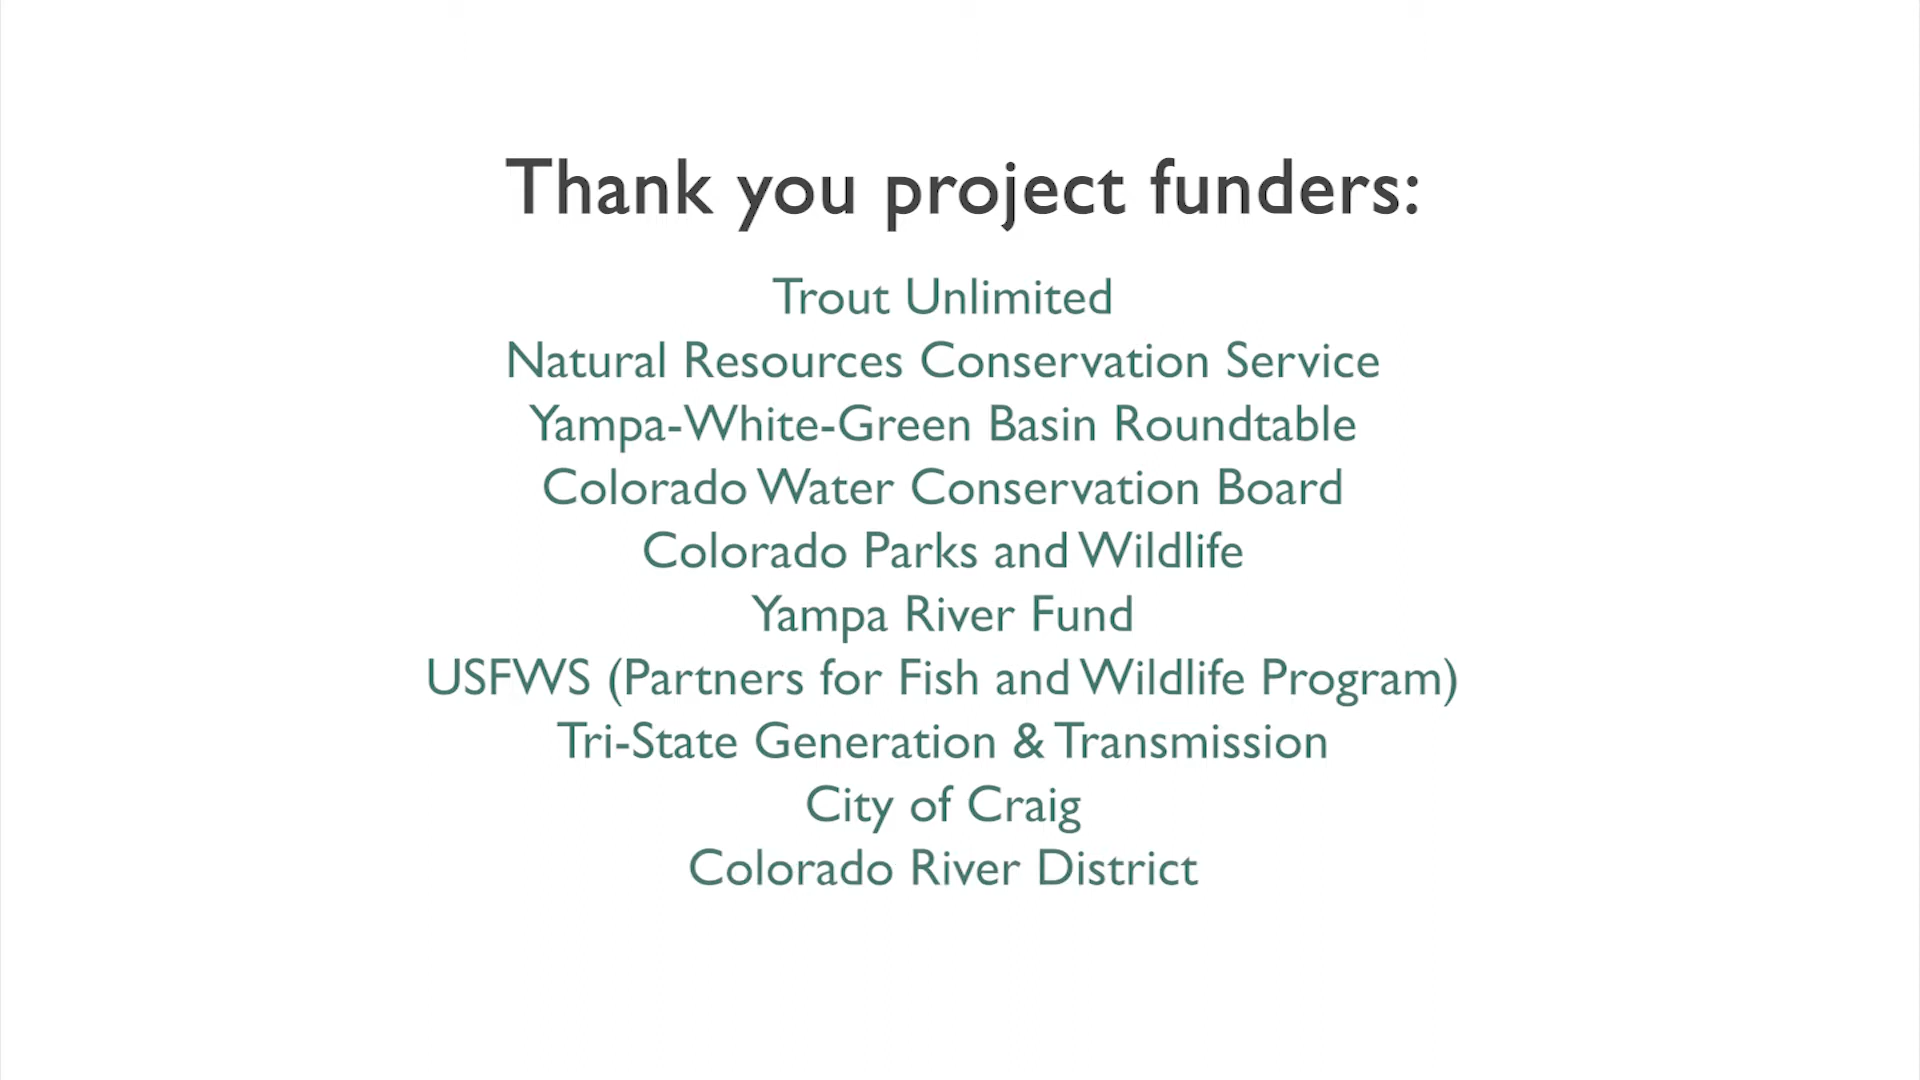 Thank you project funders:
Trout Unlimited
Natural Resources Conservation Service
Yampa-White-Green Basin Roundtable
Colorado Water Conservation Board
Colorado Parks and Wildlife
Yampa River Fund
USFWS (Partners for Fish and Wildlife Program)
Tri-State Generation & Transmission
City of Craig
Colorado River District